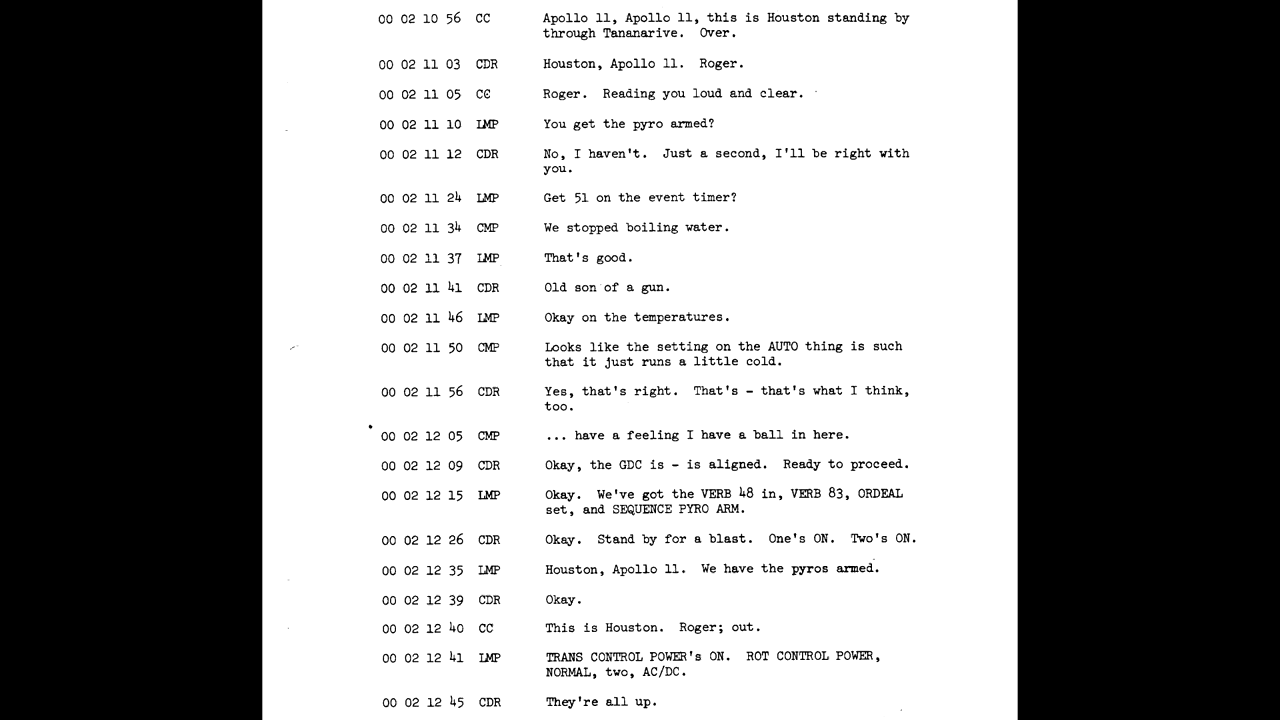 00 02 10 56 CC Apollo 11, Apollo 11, this is Houston standing by
through Tananarive. Over.
00 02 11 03 CDR Houston, Apollo 11. Roger.
00 02 11 05 CC Roger. Reading you loud and clear.
00 02 11 10 LMP You get the pyro armed?
00 02 11 12 CDR No, I haven't. Just a second, I'll be right with
you.
00 02 11 24 LMP Get 51 on the event timer?
00 02 11 34 CMP We stopped boiling water.
00 02 11 37 LMP That's good.
00 02 11 41 CDR Old son of a gun.
00 02 11 46 LMP Okay on the temperatures.
00 02 11 50 CMP Looks like the setting on the AUTO thing is such
that it just runs a little cold.
00 02 11 56 CDR Yes, that's right. That's - that's what I think,
too.
00 02 12 05 CMP ... have a feeling I have a ball in here.
00 02 12 09 CDR Okay, the GDC is - is aligned. Ready to proceed.
00 02 12 15 LMP Okay. We've got the VERB 48 in, VERB 83, ORDEAL
set, and SEQUENCE PYRO ARM.
00 02 12 26 CDR Okay. Stand by for a blast. One's ON. Two's ON.
00 02 12 35 LMP Houston, Apollo 11. We have the pyros armed.
00 02 12 39 CDR Okay.
00 02 12 40 CC This is Houston. Roger; out.
00 02 12 41 LMP TRANS CONTROL POWER's ON. ROT CONTROL POWER,
NORMAL, two, AC/DC.
00 02 12 45 CDR They're all up.